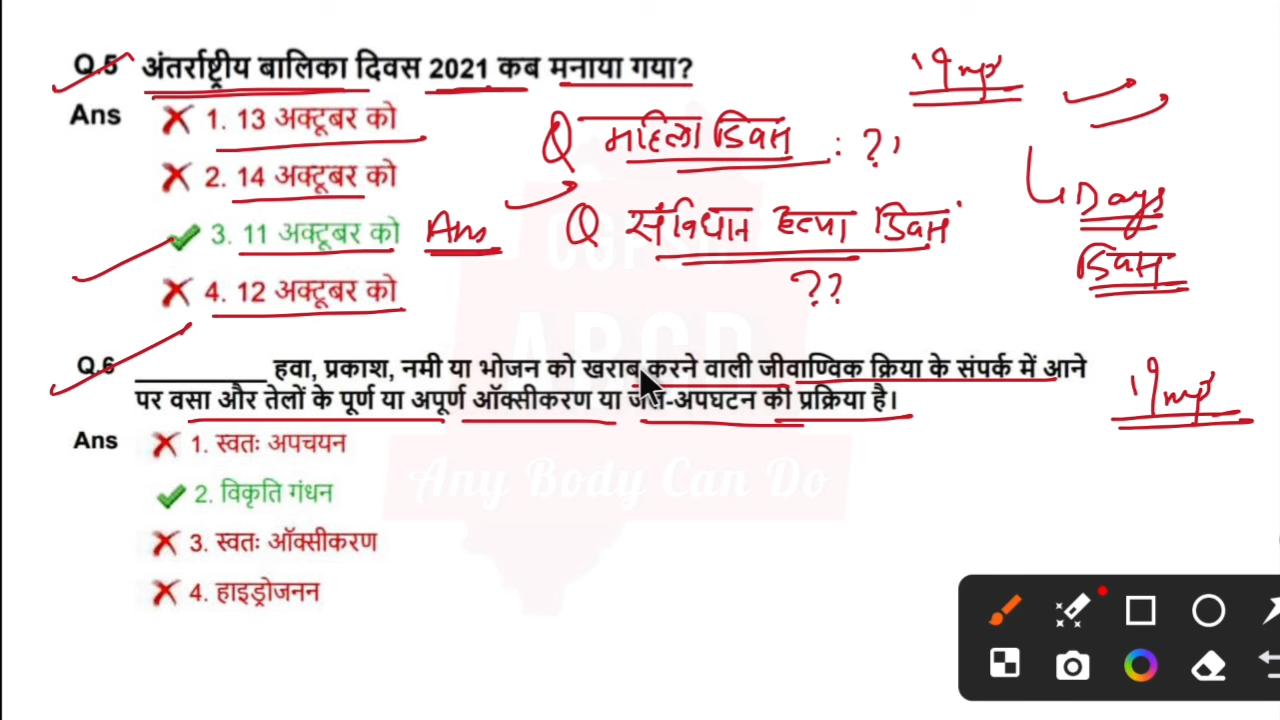 Q.5 अंतर्राष्ट्रीय बालिका दिवस 2021 कब मनाया गया?
Imp
Ans 1. 13 अक्टूबर को
Q महिला दिवस : ?
2. 14 अक्टूबर को
Days
3. 11 अक्टूबर को Ans
Q संविधान हत्या दिवस
दिवस
??
4. 12 अक्टूबर को
Q.6 __________ हवा, प्रकाश, नमी या भोजन को खराब करने वाली जीवाण्विक क्रिया के संपर्क में आने
पर वसा और तेलों के पूर्ण या अपूर्ण ऑक्सीकरण या जल-अपघटन की प्रक्रिया है।
Imp
Ans 1. स्वतः अपचयन
2. विकृति गंधन
3. स्वतः ऑक्सीकरण
4. हाइड्रोजनन
CGPSC
ABCD
Any Body Can Do